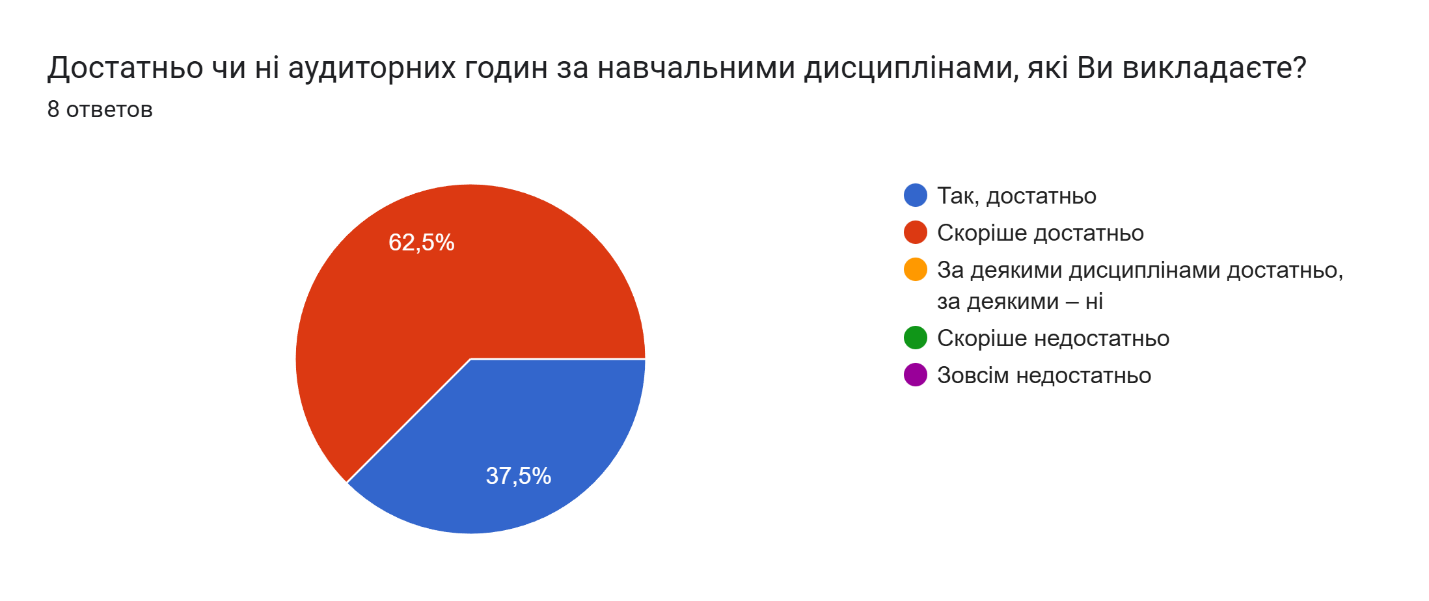 Достатньо чи ні аудиторних годин за навчальними дисциплінами, які Ви викладаєте?
8 ответов
62,5%
37,5%
Так, достатньо
Скоріше достатньо
За деякими дисциплінами достатньо,
за деякими – ні
Скоріше недостатньо
Зовсім недостатньо